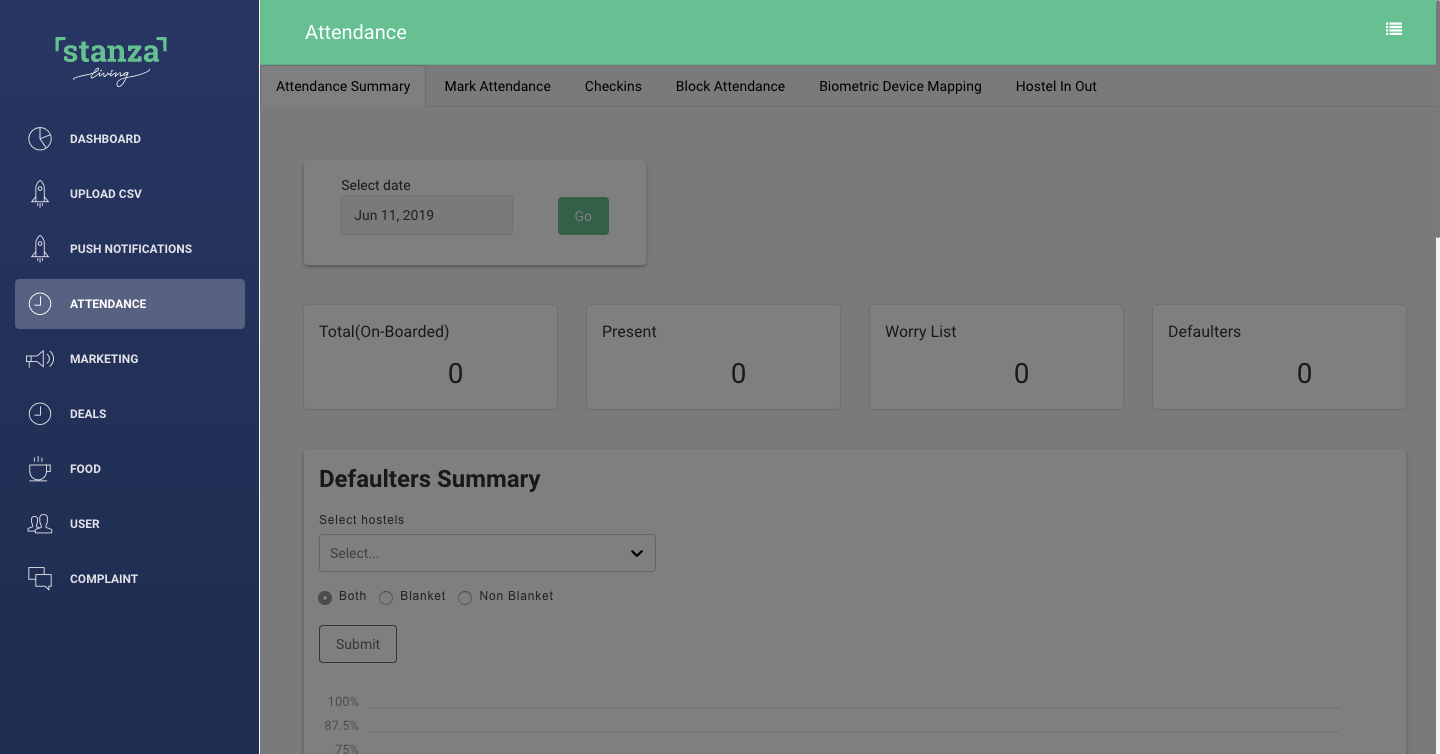 stanza
living
DASHBOARD
UPLOAD CSV
PUSH NOTIFICATIONS
ATTENDANCE
MARKETING
DEALS
FOOD
USER
COMPLAINT
Attendance
Attendance Summary Mark Attendance Checkins Block Attendance Biometric Device Mapping Hostel In Out
Select date
Jun 11, 2019 Go
Total(On-Boarded) Present Worry List Defaulters
0 0 0 0
Defaulters Summary
Select hostels
Select...
Both Blanket Non Blanket
Submit
100%
87.5%
75%